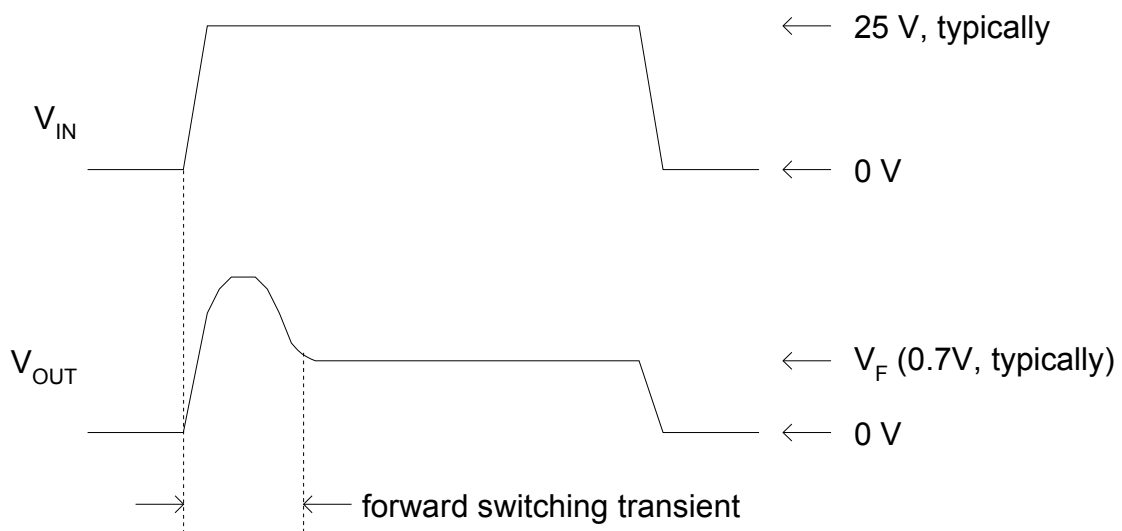 25 V, typically
V_IN
0 V
V_OUT
V_F (0.7V, typically)
0 V
forward switching transient